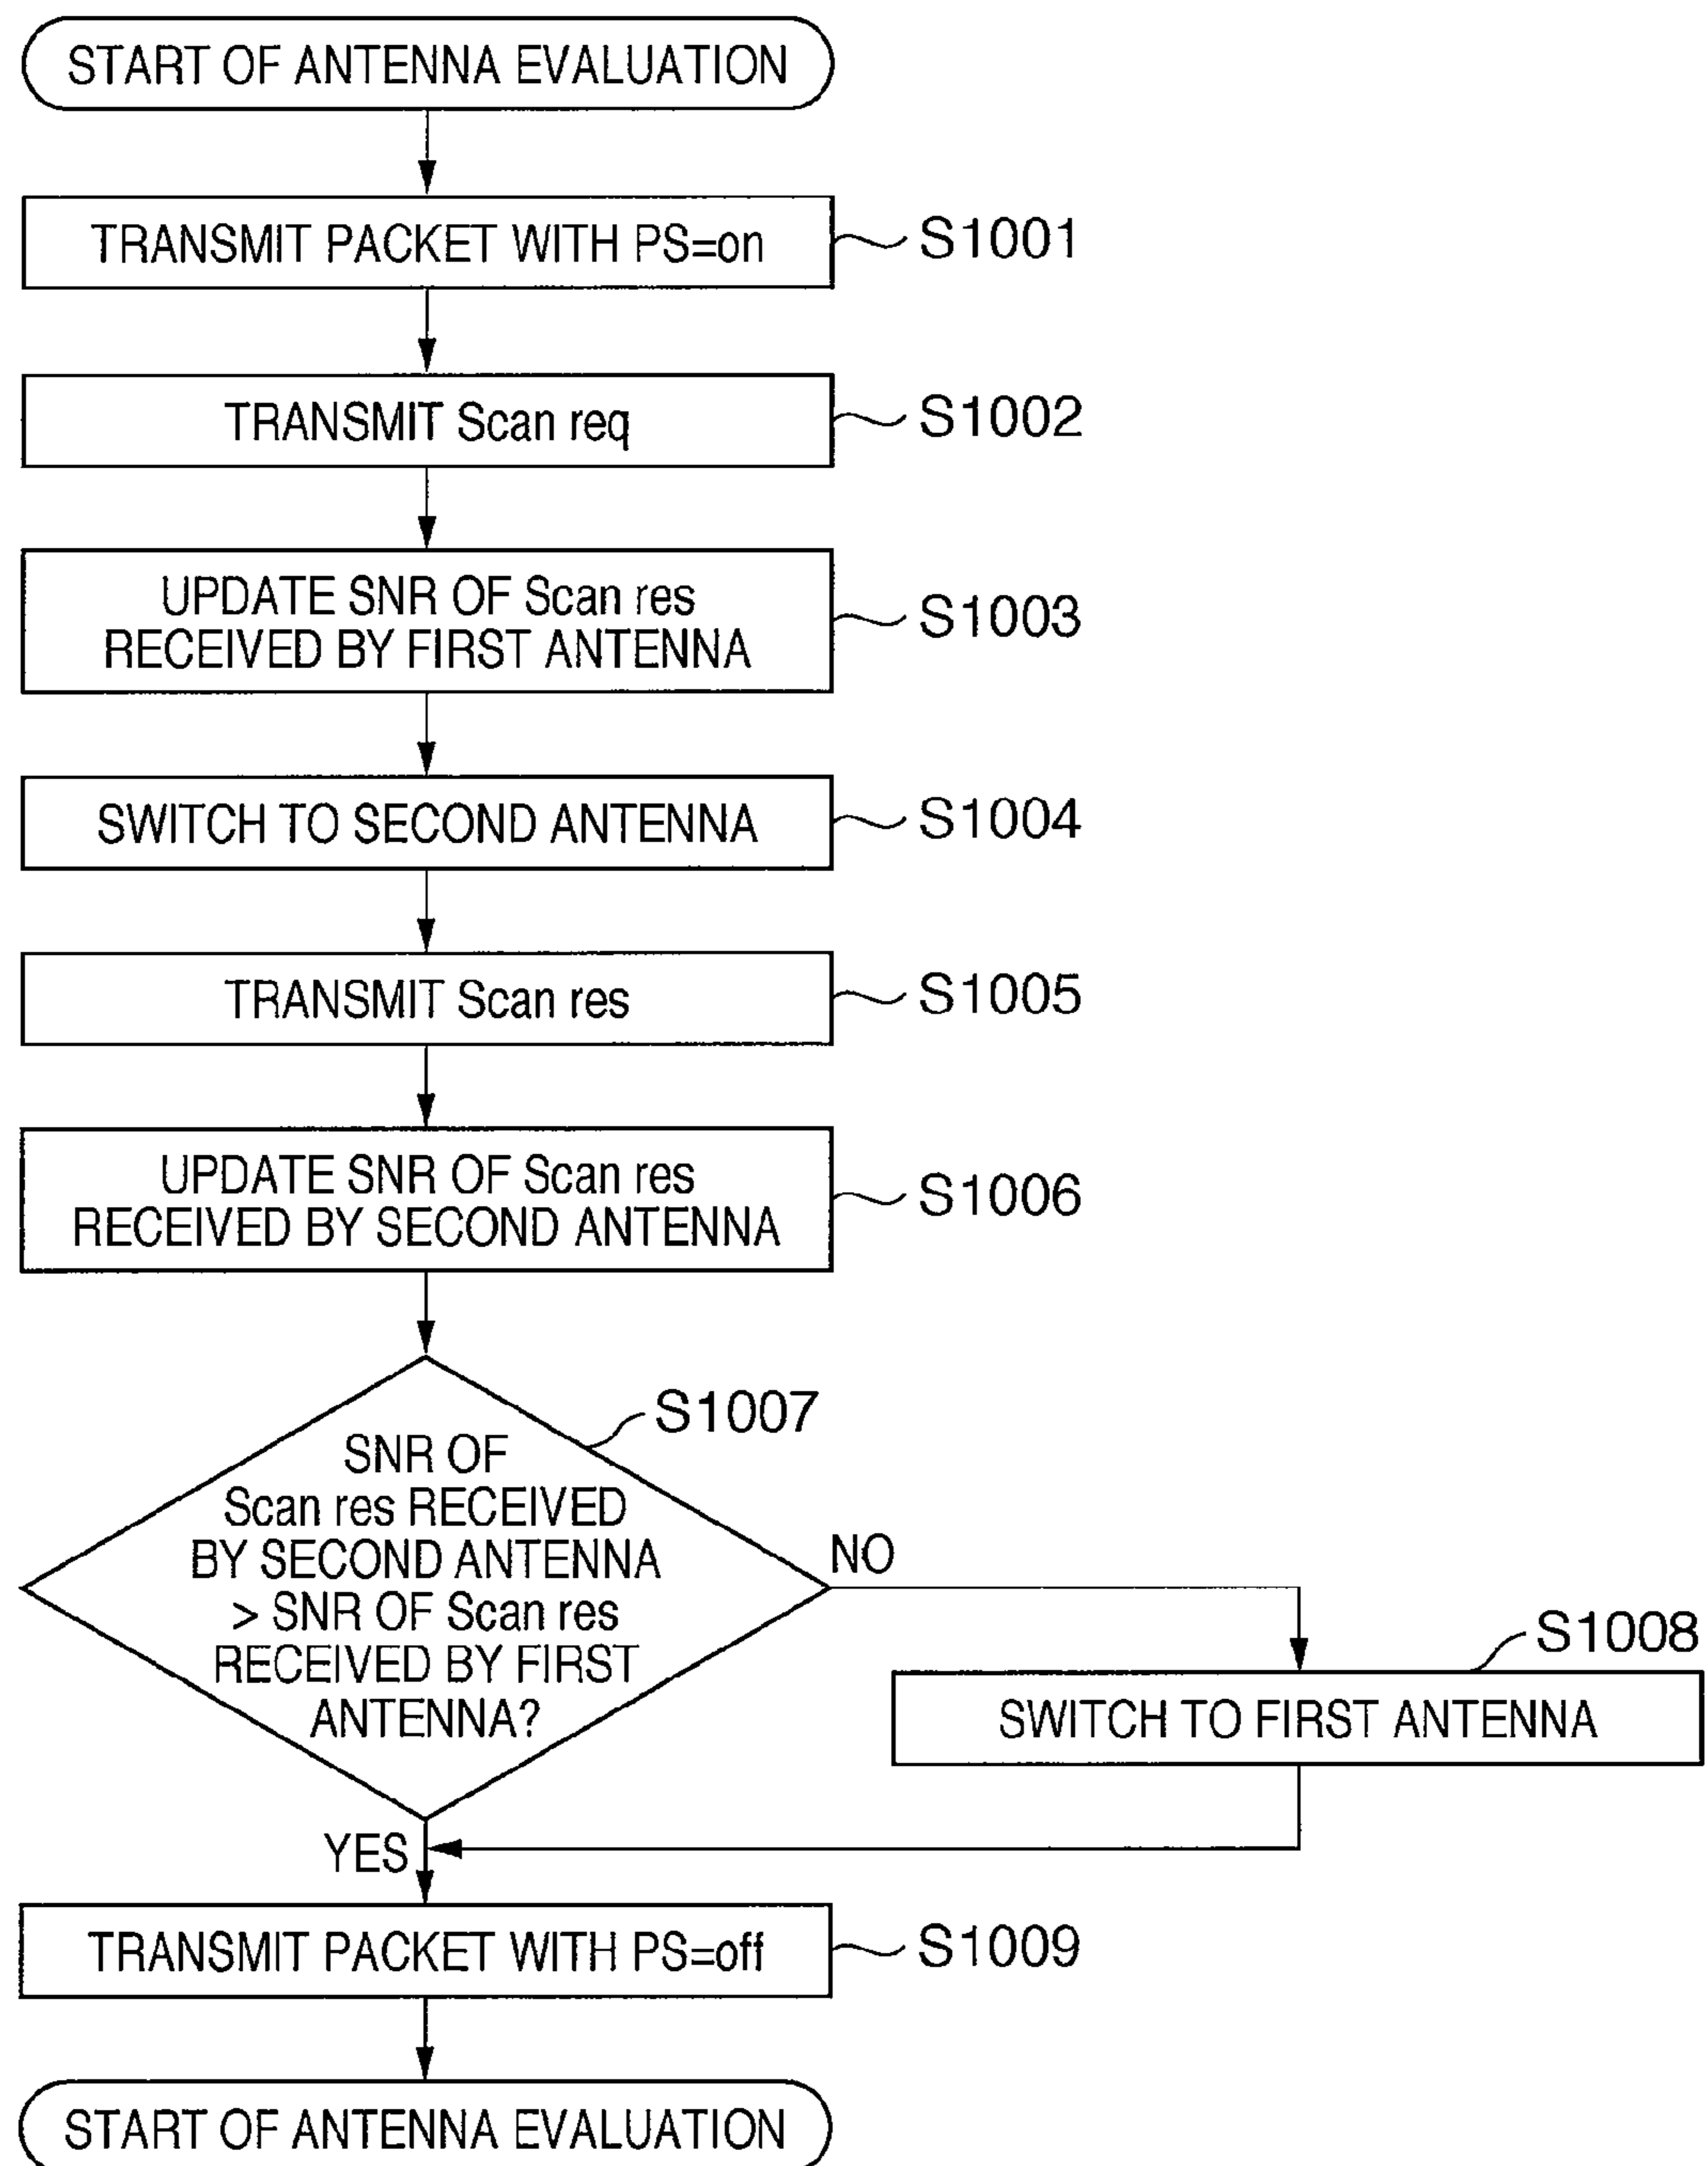 START OF ANTENNA EVALUATION
TRANSMIT PACKET WITH PS=on
S1001
TRANSMIT Scan req
S1002
UPDATE SNR OF Scan res
RECEIVED BY FIRST ANTENNA
S1003
SWITCH TO SECOND ANTENNA
S1004
TRANSMIT Scan res
S1005
UPDATE SNR OF Scan res
RECEIVED BY SECOND ANTENNA
S1006
S1007
SNR OF
Scan res RECEIVED
BY SECOND ANTENNA
> SNR OF Scan res
RECEIVED BY FIRST
ANTENNA?
NO
S1008
SWITCH TO FIRST ANTENNA
YES
TRANSMIT PACKET WITH PS=off
S1009
START OF ANTENNA EVALUATION